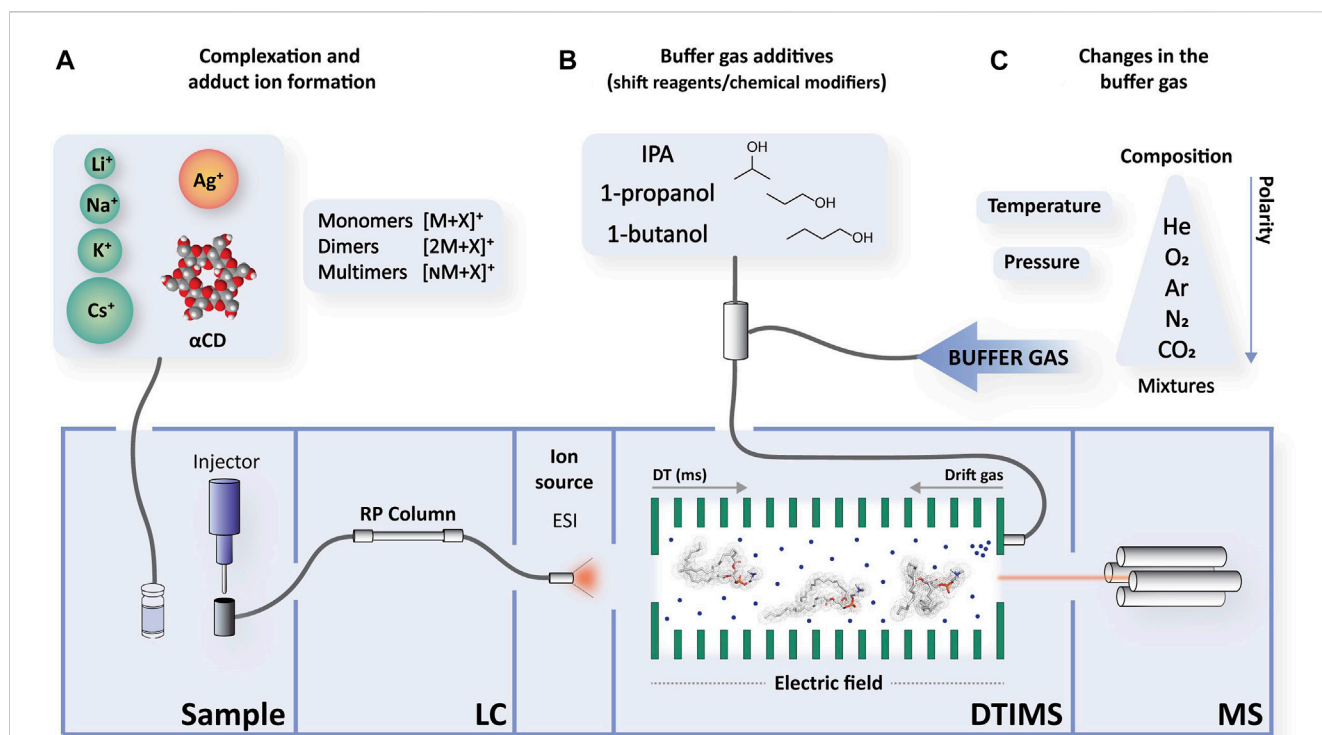 A
Complexation and
adduct ion formation
Li⁺
Na⁺
K⁺
Cs⁺
Ag⁺
αCD
Monomers [M+X]⁺
Dimers [2M+X]⁺
Multimers [ɴM+X]⁺
B
Buffer gas additives
(shift reagents/chemical modifiers)
IPA
OH
1-propanol
OH
1-butanol
OH
C
Changes in the
buffer gas
Temperature
Pressure
Composition
He
O₂
Ar
N₂
CO₂
Mixtures
Polarity
BUFFER GAS
Injector
Sample
RP Column
LC
Ion
source
ESI
DT (ms)
Drift gas
Electric field
DTIMS
MS